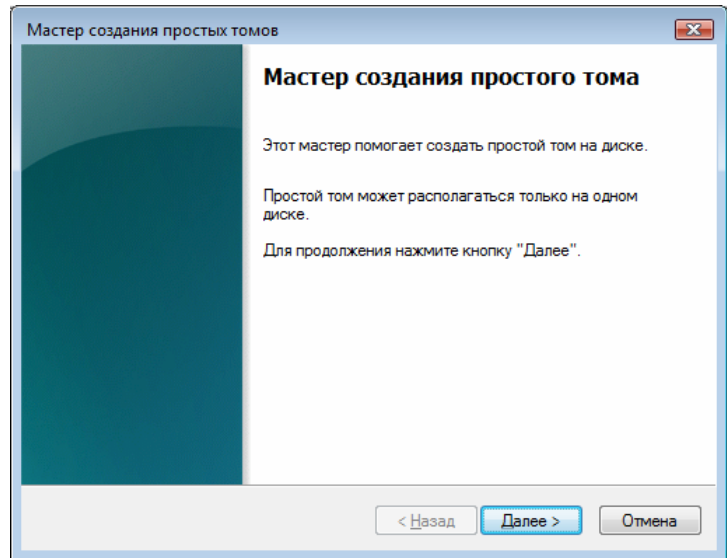 Мастер создания простых томов
Мастер создания простого тома
Этот мастер помогает создать простой том на диске.
Простой том может располагаться только на одном
диске.
Для продолжения нажмите кнопку "Далее".
< Назад
Далее >
Отмена